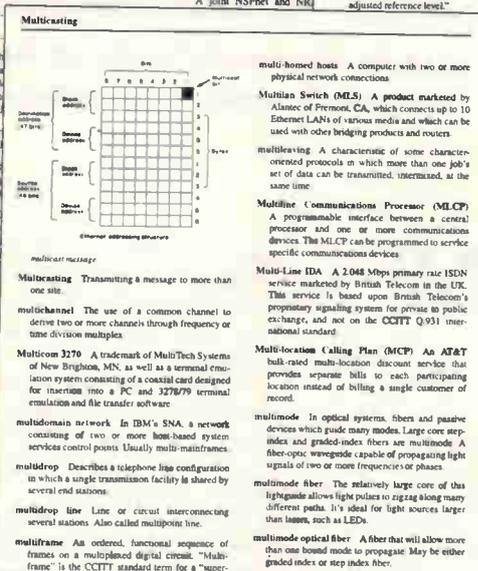 A joint NSFnet and NR
adjusted reference level."
Multicasting
Bits
8 7 6 5 4 3 2
Multicast
bit
Destination
address
47 bits
Block
address
Device
address
Source
address
48 bits
Block
address
Device
address
1
2
3
4
5
6
1
2
3
4
5
6
Bytes
Ethernet addressing structure
multicast message
Multicasting Transmitting a message to more than
one site.
multichannel The use of a common channel to
derive two or more channels through frequency or
time division multiplex.
Multicom 3270 A trademark of MultiTech Systems
of New Brighton, MN, as well as a terminal emu-
lation system consisting of a coaxial card designed
for insertion into a PC and 3278/79 terminal
emulation and file transfer software.
multidomain network In IBM's SNA, a network
consisting of two or more host-based system
services control points. Usually multi-mainframes.
multidrop Describes a telephone line configuration
in which a single transmission facility is shared by
several end stations.
multidrop line Line or circuit interconnecting
several stations. Also called multipoint line.
multiframe An ordered, functional sequence of
frames on a multiplexed digital circuit. "Multi-
frame" is the CCITT standard term for a "super-
multi-homed hosts A computer with two or more
physical network connections.
Multilan Switch (MLS) A product marketed by
Alantec of Fremont, CA, which connects up to 10
Ethernet LANs of various media and which can be
used with other bridging products and routers.
multileaving A characteristic of some character-
oriented protocols in which more than one job's
set of data can be transmitted, intermixed, at the
same time.
Multiline Communications Processor (MLCP)
A programmable interface between a central
processor and one or more communications
devices. The MLCP can be programmed to service
specific communications devices.
Multi-Line IDA A 2.048 Mbps primary rate ISDN
service marketed by British Telecom in the UK.
This service is based upon British Telecom's
proprietary signaling system for private to public
exchange, and not on the CCITT Q.931 inter-
national standard.
Multi-location Calling Plan (MCP) An AT&T
bulk-rated multi-location discount service that
provides separate bills to each participating
location instead of billing a single customer of
record.
multimode In optical systems, fibers and passive
devices which guide many modes. Large core step-
index and graded-index fibers are multimode. A
fiber-optic waveguide capable of propagating light
signals of two or more frequencies or phases.
multimode fiber The relatively large core of this
lightguide allows light pulses to zigzag along many
different paths. It's ideal for light sources larger
than lasers, such as LEDs.
multimode optical fiber A fiber that will allow more
than one bound mode to propagate. May be either
graded index or step index fiber.